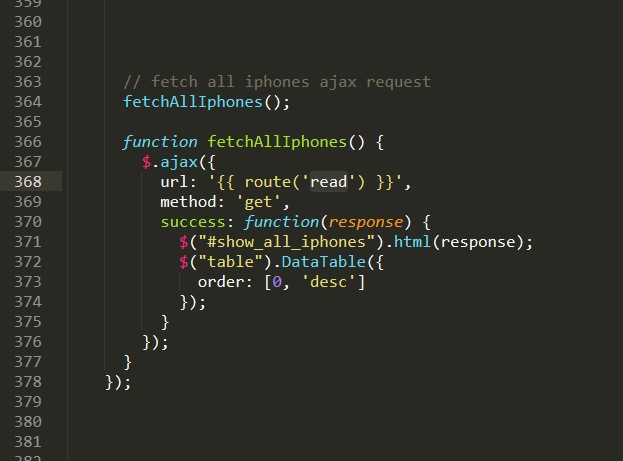 359
360
361
362
363 // fetch all iphones ajax request
364 fetchAllIphones();
365
366 function fetchAllIphones() {
367 $.ajax({
368 url: '{{ route('read') }}',
369 method: 'get',
370 success: function(response) {
371 $("#show_all_iphones").html(response);
372 $("table").DataTable({
373 order: [0, 'desc']
374 });
375 }
376 });
377 }
378 });
379
380
381
382